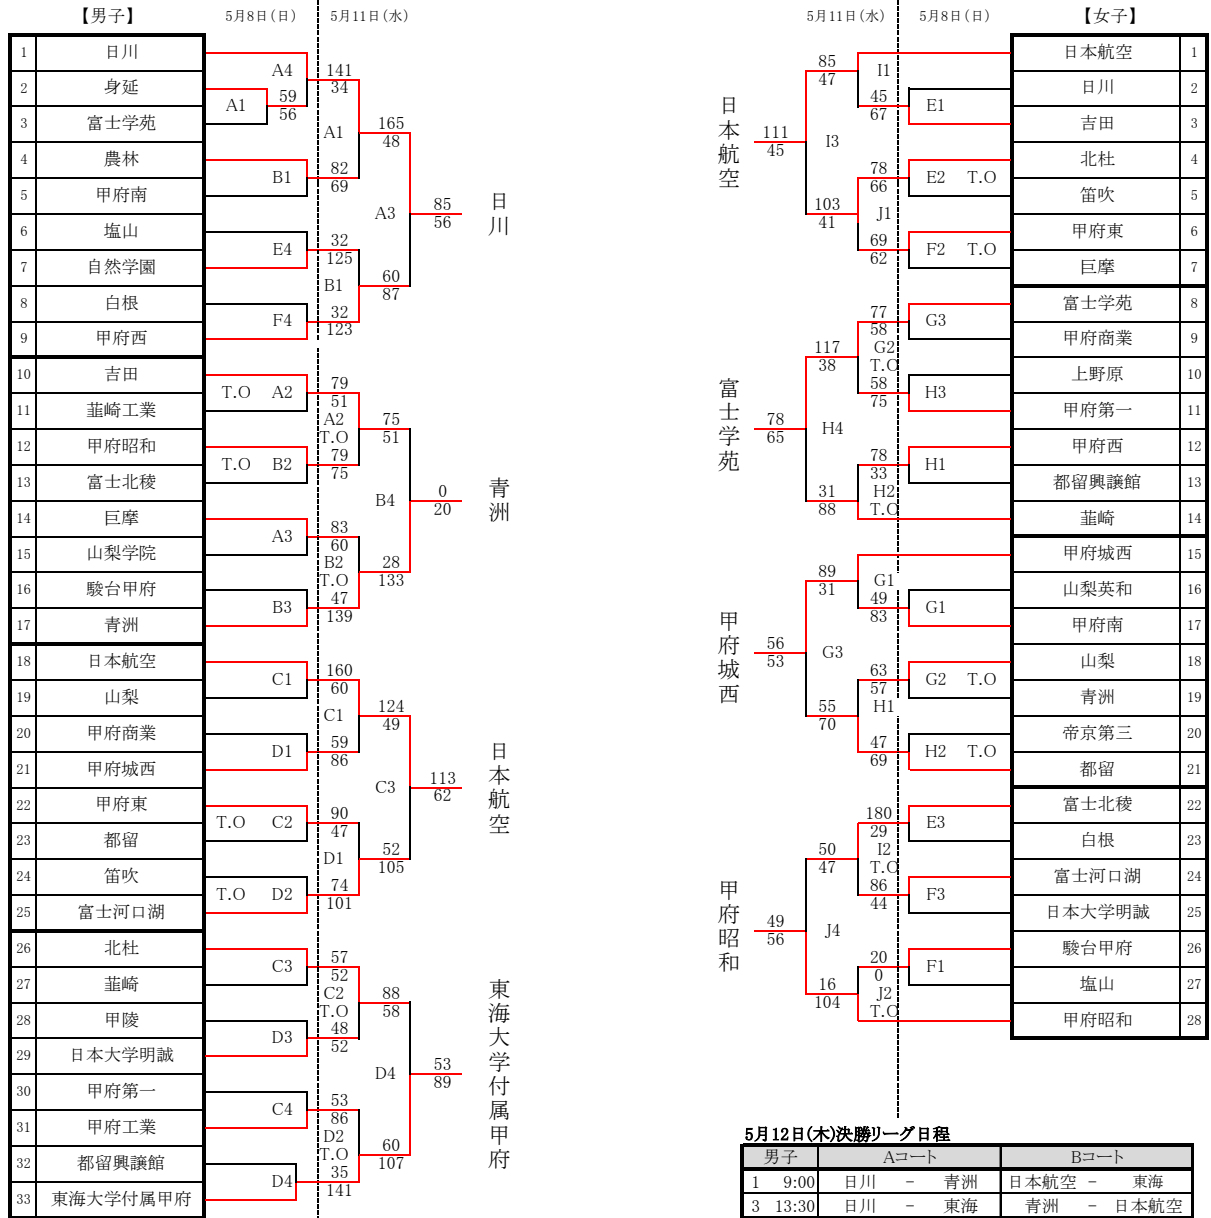 【男子】 5月8日(日) 5月11日(水)
1 日川
2 身延
3 富士学苑
4 農林
5 甲府南
6 塩山
7 自然学園
8 白根
9 甲府西
10 吉田
11 韮崎工業
12 甲府昭和
13 富士北稜
14 巨摩
15 山梨学院
16 駿台甲府
17 青洲
18 日本航空
19 山梨
20 甲府商業
21 甲府城西
22 甲府東
23 都留
24 笛吹
25 富士河口湖
26 北杜
27 韮崎
28 甲陵
29 日本大学明誠
30 甲府第一
31 甲府工業
32 都留興譲館
33 東海大学付属甲府
A4
A1
59
56
B1
E4
F4
T.O A2
T.O B2
A3
B3
C1
D1
T.O C2
T.O D2
C3
D3
C4
D4
141
34
A1
82
69
32
125
B1
32
123
79
51
A2
T.O
79
75
83
60
B2
T.O
47
139
160
60
C1
59
86
90
47
D1
74
101
57
52
C2
T.O
48
52
53
86
D2
T.O
35
141
165
48
A3
60
87
75
51
B4
28
133
124
49
C3
52
105
88
58
D4
60
107
85
56
日川
0
20
青洲
113
62
日本航空
53
89
東海大学付属甲府
5月11日(水) 5月8日(日) 【女子】
日本航空
111
45
富士学苑
78
65
甲府城西
56
53
甲府昭和
49
56
85
47
I3
103
41
117
38
H4
31
88
89
31
G3
55
70
50
47
J4
16
104
I1
45
67
78
66
J1
69
62
77
58
G2
T.O
58
75
78
33
H2
T.O
G1
49
83
63
57
H1
47
69
180
29
I2
T.O
86
44
20
0
J2
T.O
E1
E2 T.O
F2 T.O
G3
H3
H1
G1
G2 T.O
H2 T.O
E3
F3
F1
日本航空 1
日川 2
吉田 3
北杜 4
笛吹 5
甲府東 6
巨摩 7
富士学苑 8
甲府商業 9
上野原 10
甲府第一 11
甲府西 12
都留興譲館 13
韮崎 14
甲府城西 15
山梨英和 16
甲府南 17
山梨 18
青洲 19
帝京第三 20
都留 21
富士北稜 22
白根 23
富士河口湖 24
日本大学明誠 25
駿台甲府 26
塩山 27
甲府昭和 28
5月12日(木)決勝リーグ日程
男子 Aコート Bコート
1 9:00 日川 － 青洲 日本航空 － 東海
3 13:30 日川 － 東海 青洲 － 日本航空